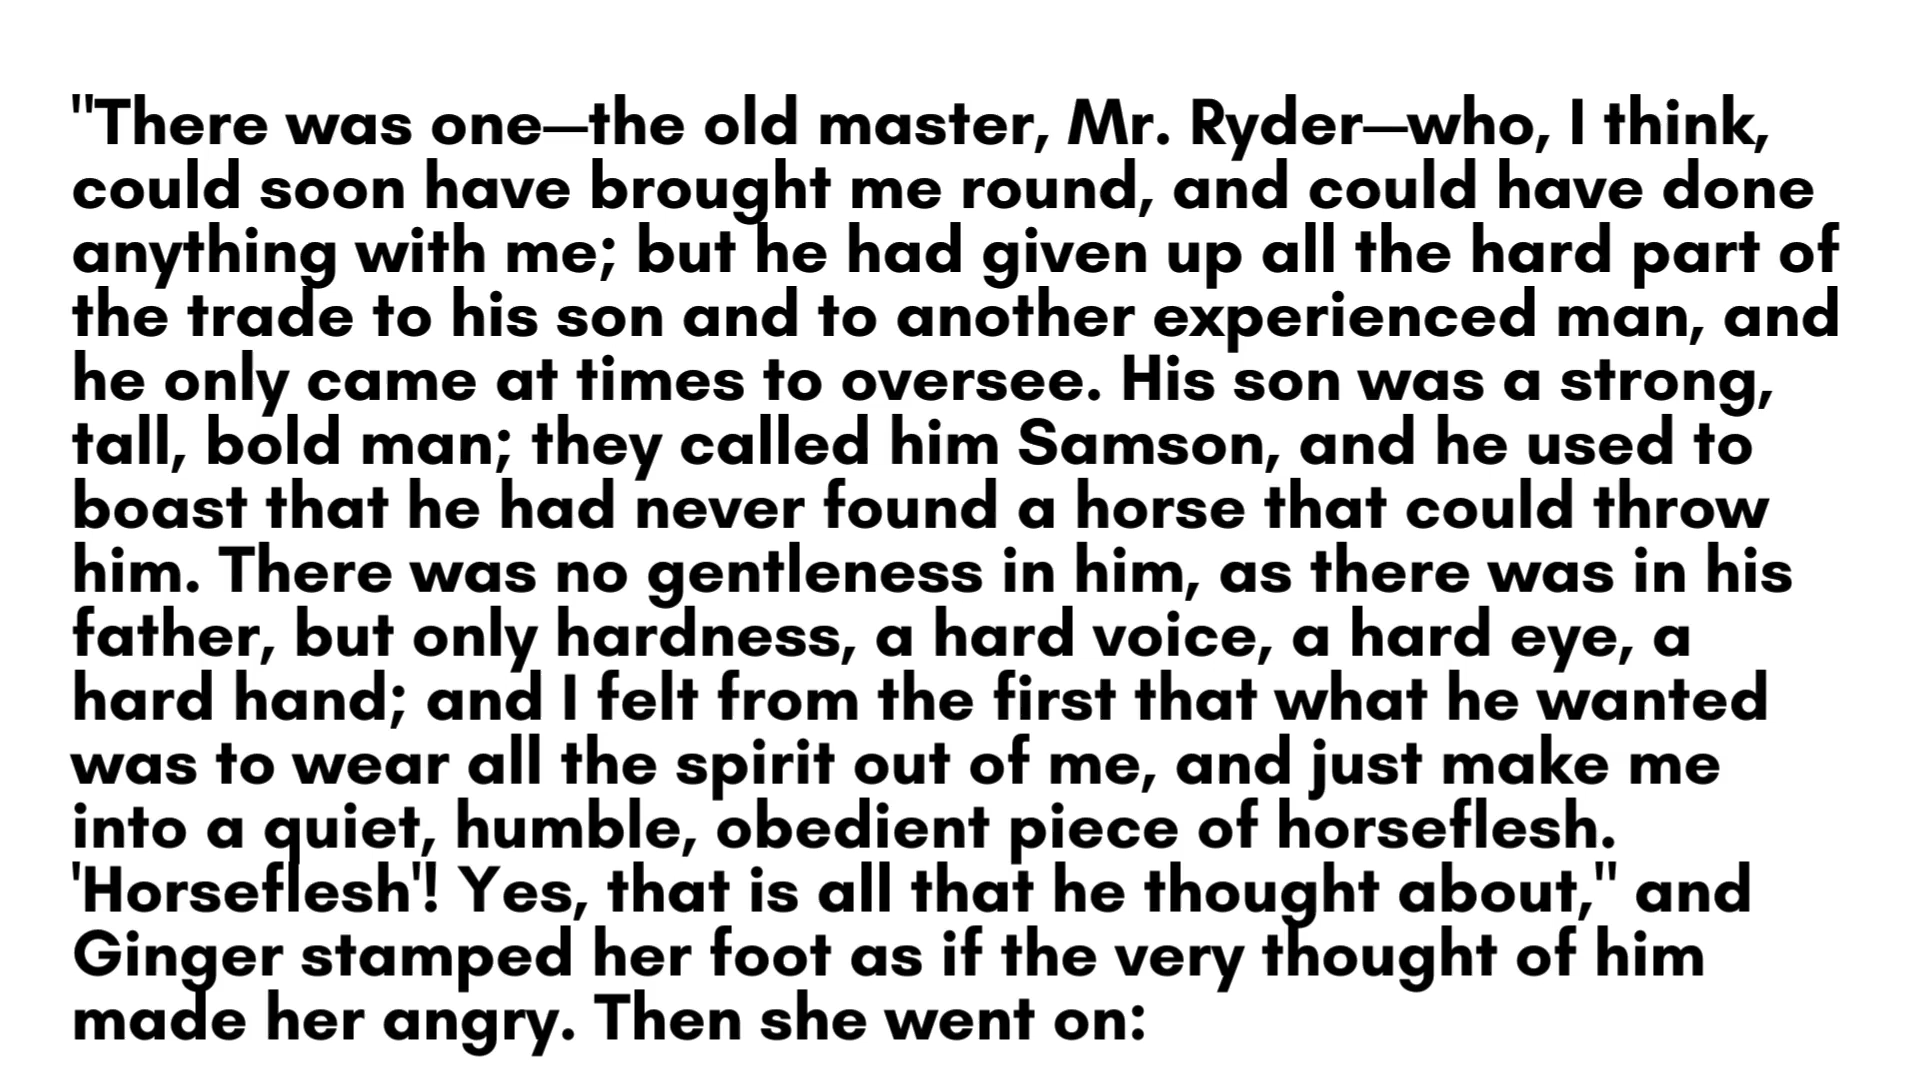 "There was one—the old master, Mr. Ryder—who, I think,
could soon have brought me round, and could have done
anything with me; but he had given up all the hard part of
the trade to his son and to another experienced man, and
he only came at times to oversee. His son was a strong,
tall, bold man; they called him Samson, and he used to
boast that he had never found a horse that could throw
him. There was no gentleness in him, as there was in his
father, but only hardness, a hard voice, a hard eye, a
hard hand; and I felt from the first that what he wanted
was to wear all the spirit out of me, and just make me
into a quiet, humble, obedient piece of horseflesh.
'Horseflesh'! Yes, that is all that he thought about," and
Ginger stamped her foot as if the very thought of him
made her angry. Then she went on: